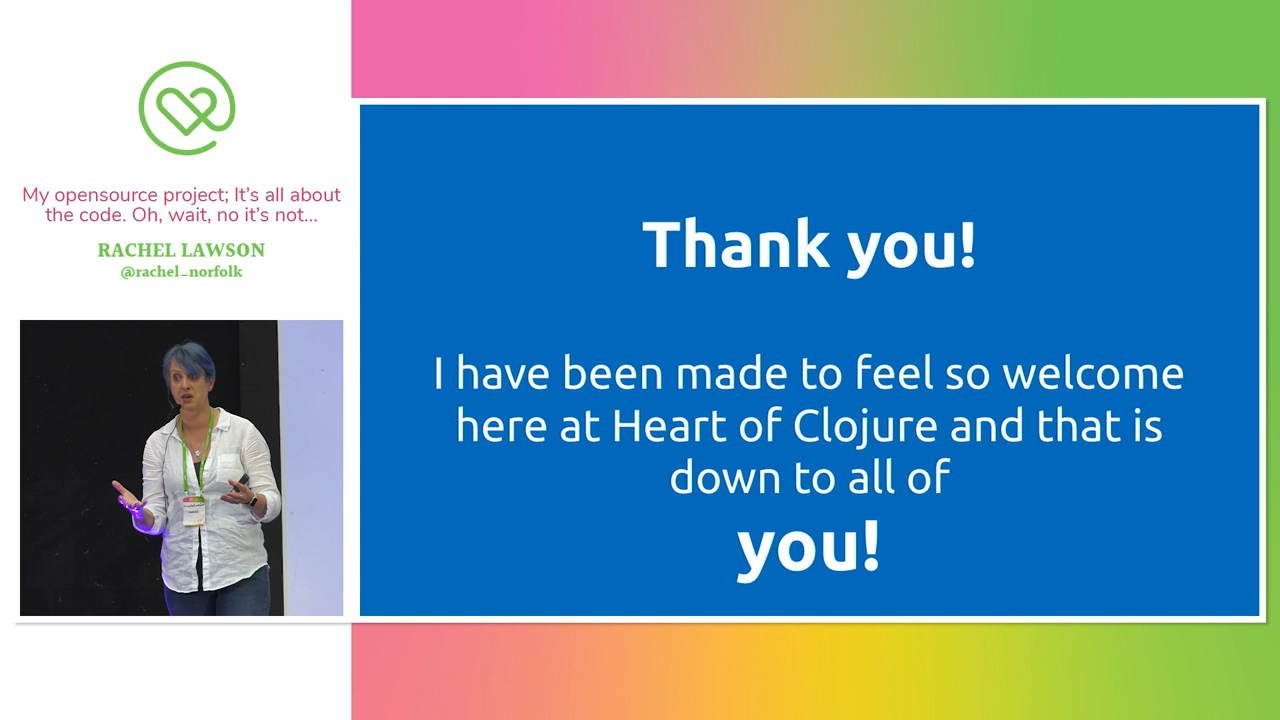 My opensource project; It's all about
the code. Oh, wait, no it's not...
RACHEL LAWSON
@rachel_norfolk
Thank you!
I have been made to feel so welcome
here at Heart of Clojure and that is
down to all of
you!